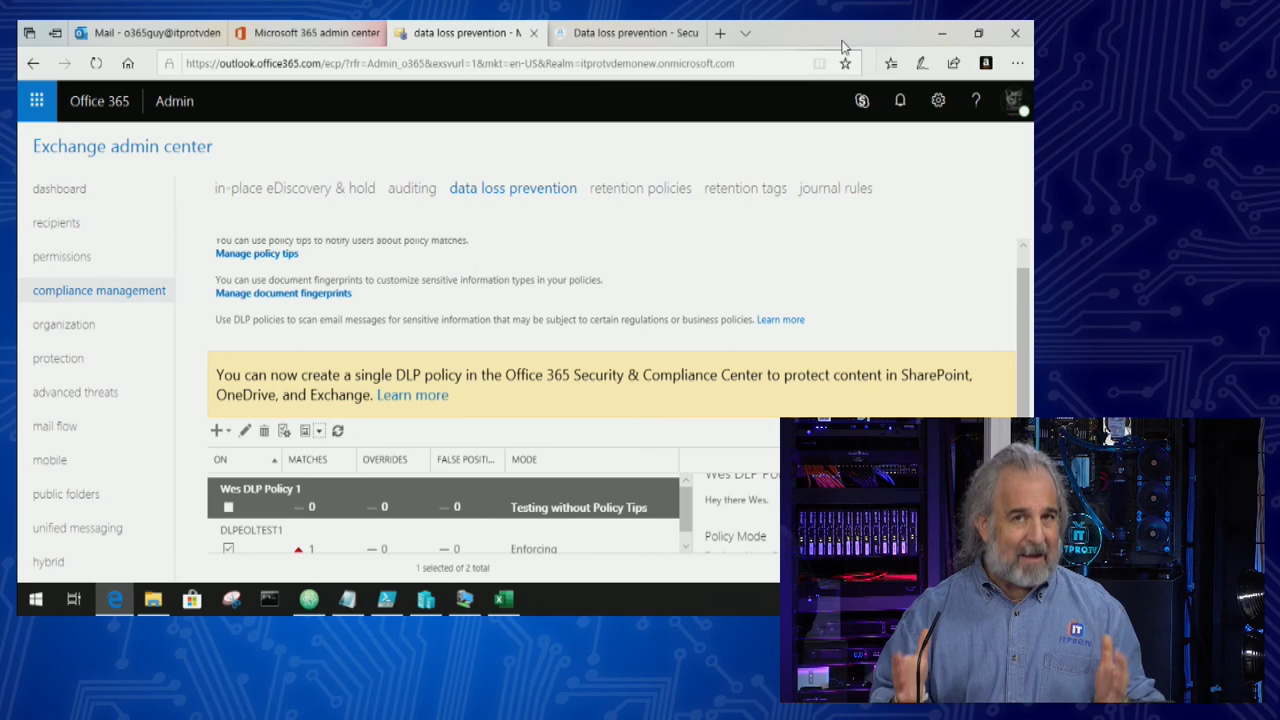 Mail - o365guy@itprotvden
Microsoft 365 admin center
data loss prevention - M
Data loss prevention - Secu
https://outlook.office365.com/ecp/?rfr=Admin_o365&exsvurl=1&mkt=en-US&Realm=itprotvdemonew.onmicrosoft.com
Office 365
Admin
Exchange admin center
dashboard
recipients
permissions
compliance management
organization
protection
advanced threats
mail flow
mobile
public folders
unified messaging
hybrid
in-place eDiscovery & hold auditing data loss prevention retention policies retention tags journal rules
You can use policy tips to notify users about policy matches.
Manage policy tips
You can use document fingerprints to customize sensitive information types in your policies.
Manage document fingerprints
Use DLP policies to scan email messages for sensitive information that may be subject to certain regulations or business policies. Learn more
You can now create a single DLP policy in the Office 365 Security & Compliance Center to protect content in SharePoint,
OneDrive, and Exchange. Learn more
ON MATCHES OVERRIDES FALSE POSITI... MODE
Wes DLP Policy 1
0 0 0 Testing without Policy Tips
DLPEOLTEST1
1 0 0 Enforcing
1 selected of 2 total
Wes DLP Pol
Hey there Wes.
Policy Mode
IT
ITPRO.TV
IT
ITPRO.TV